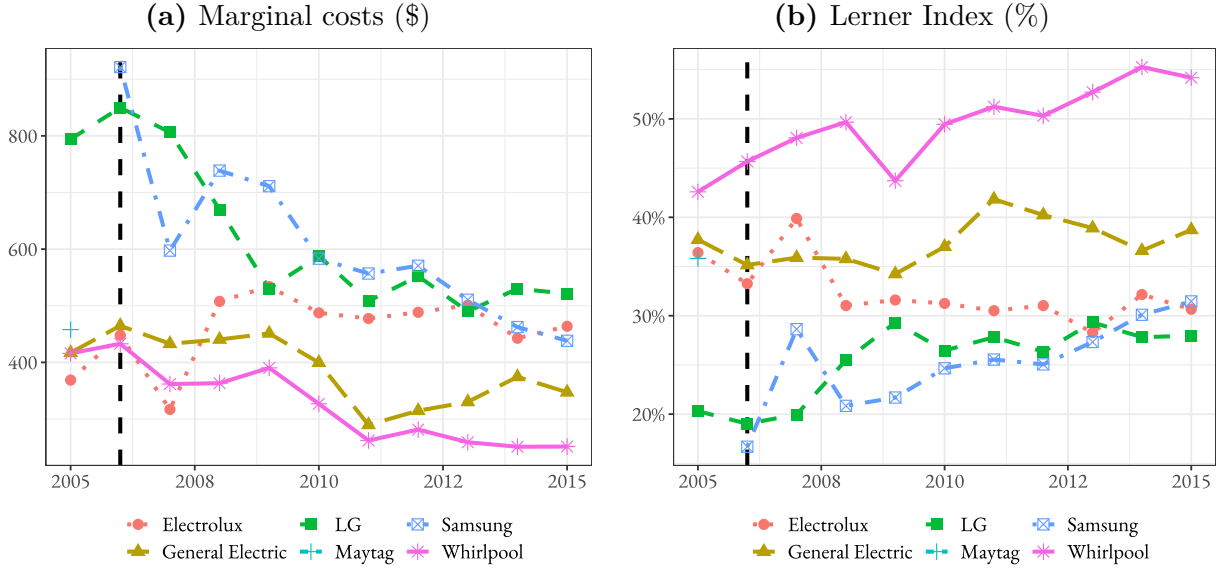 (a) Marginal costs ($)
800
600
400
2005
2008
2010
2012
2015
Electrolux
LG
Samsung
General Electric
Maytag
Whirlpool
(b) Lerner Index (%)
50%
40%
30%
20%
2005
2008
2010
2012
2015
Electrolux
LG
Samsung
General Electric
Maytag
Whirlpool